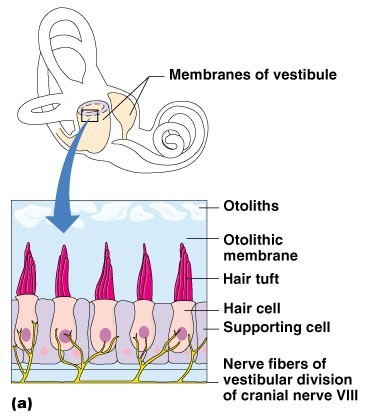 Membranes of vestibule
Otoliths
Otolithic
membrane
Hair tuft
Hair cell
Supporting cell
Nerve fibers of
vestibular division
of cranial nerve VIII
(a)